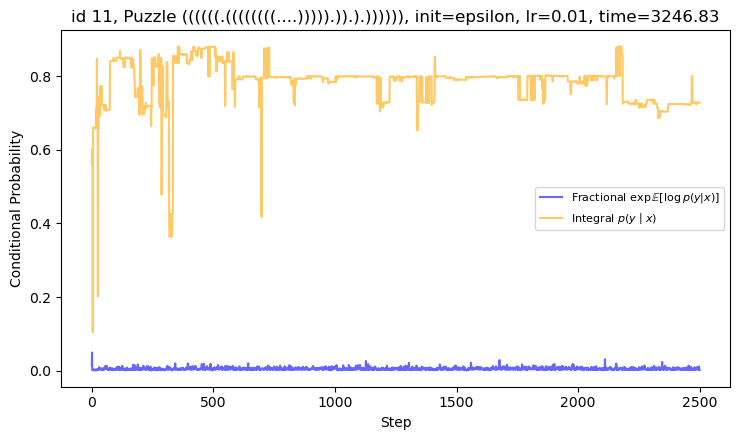 id 11, Puzzle ((((((.((((((((....))))).)).).)))))), init=epsilon, lr=0.01, time=3246.83
Conditional Probability
0.8
0.6
0.4
0.2
0.0
Fractional exp𝔼[log p(y|x)]
Integral p(y | x)
0
500
1000
1500
2000
2500
Step